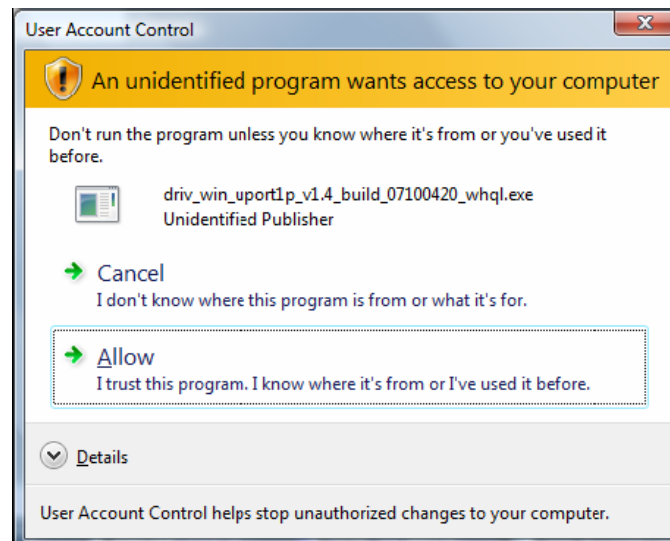 User Account Control
An unidentified program wants access to your computer
Don't run the program unless you know where it's from or you've used it
before.
driv_win_uport1p_v1.4_build_07100420_whql.exe
Unidentified Publisher
Cancel
I don't know where this program is from or what it's for.
Allow
I trust this program. I know where it's from or I've used it before.
Details
User Account Control helps stop unauthorized changes to your computer.